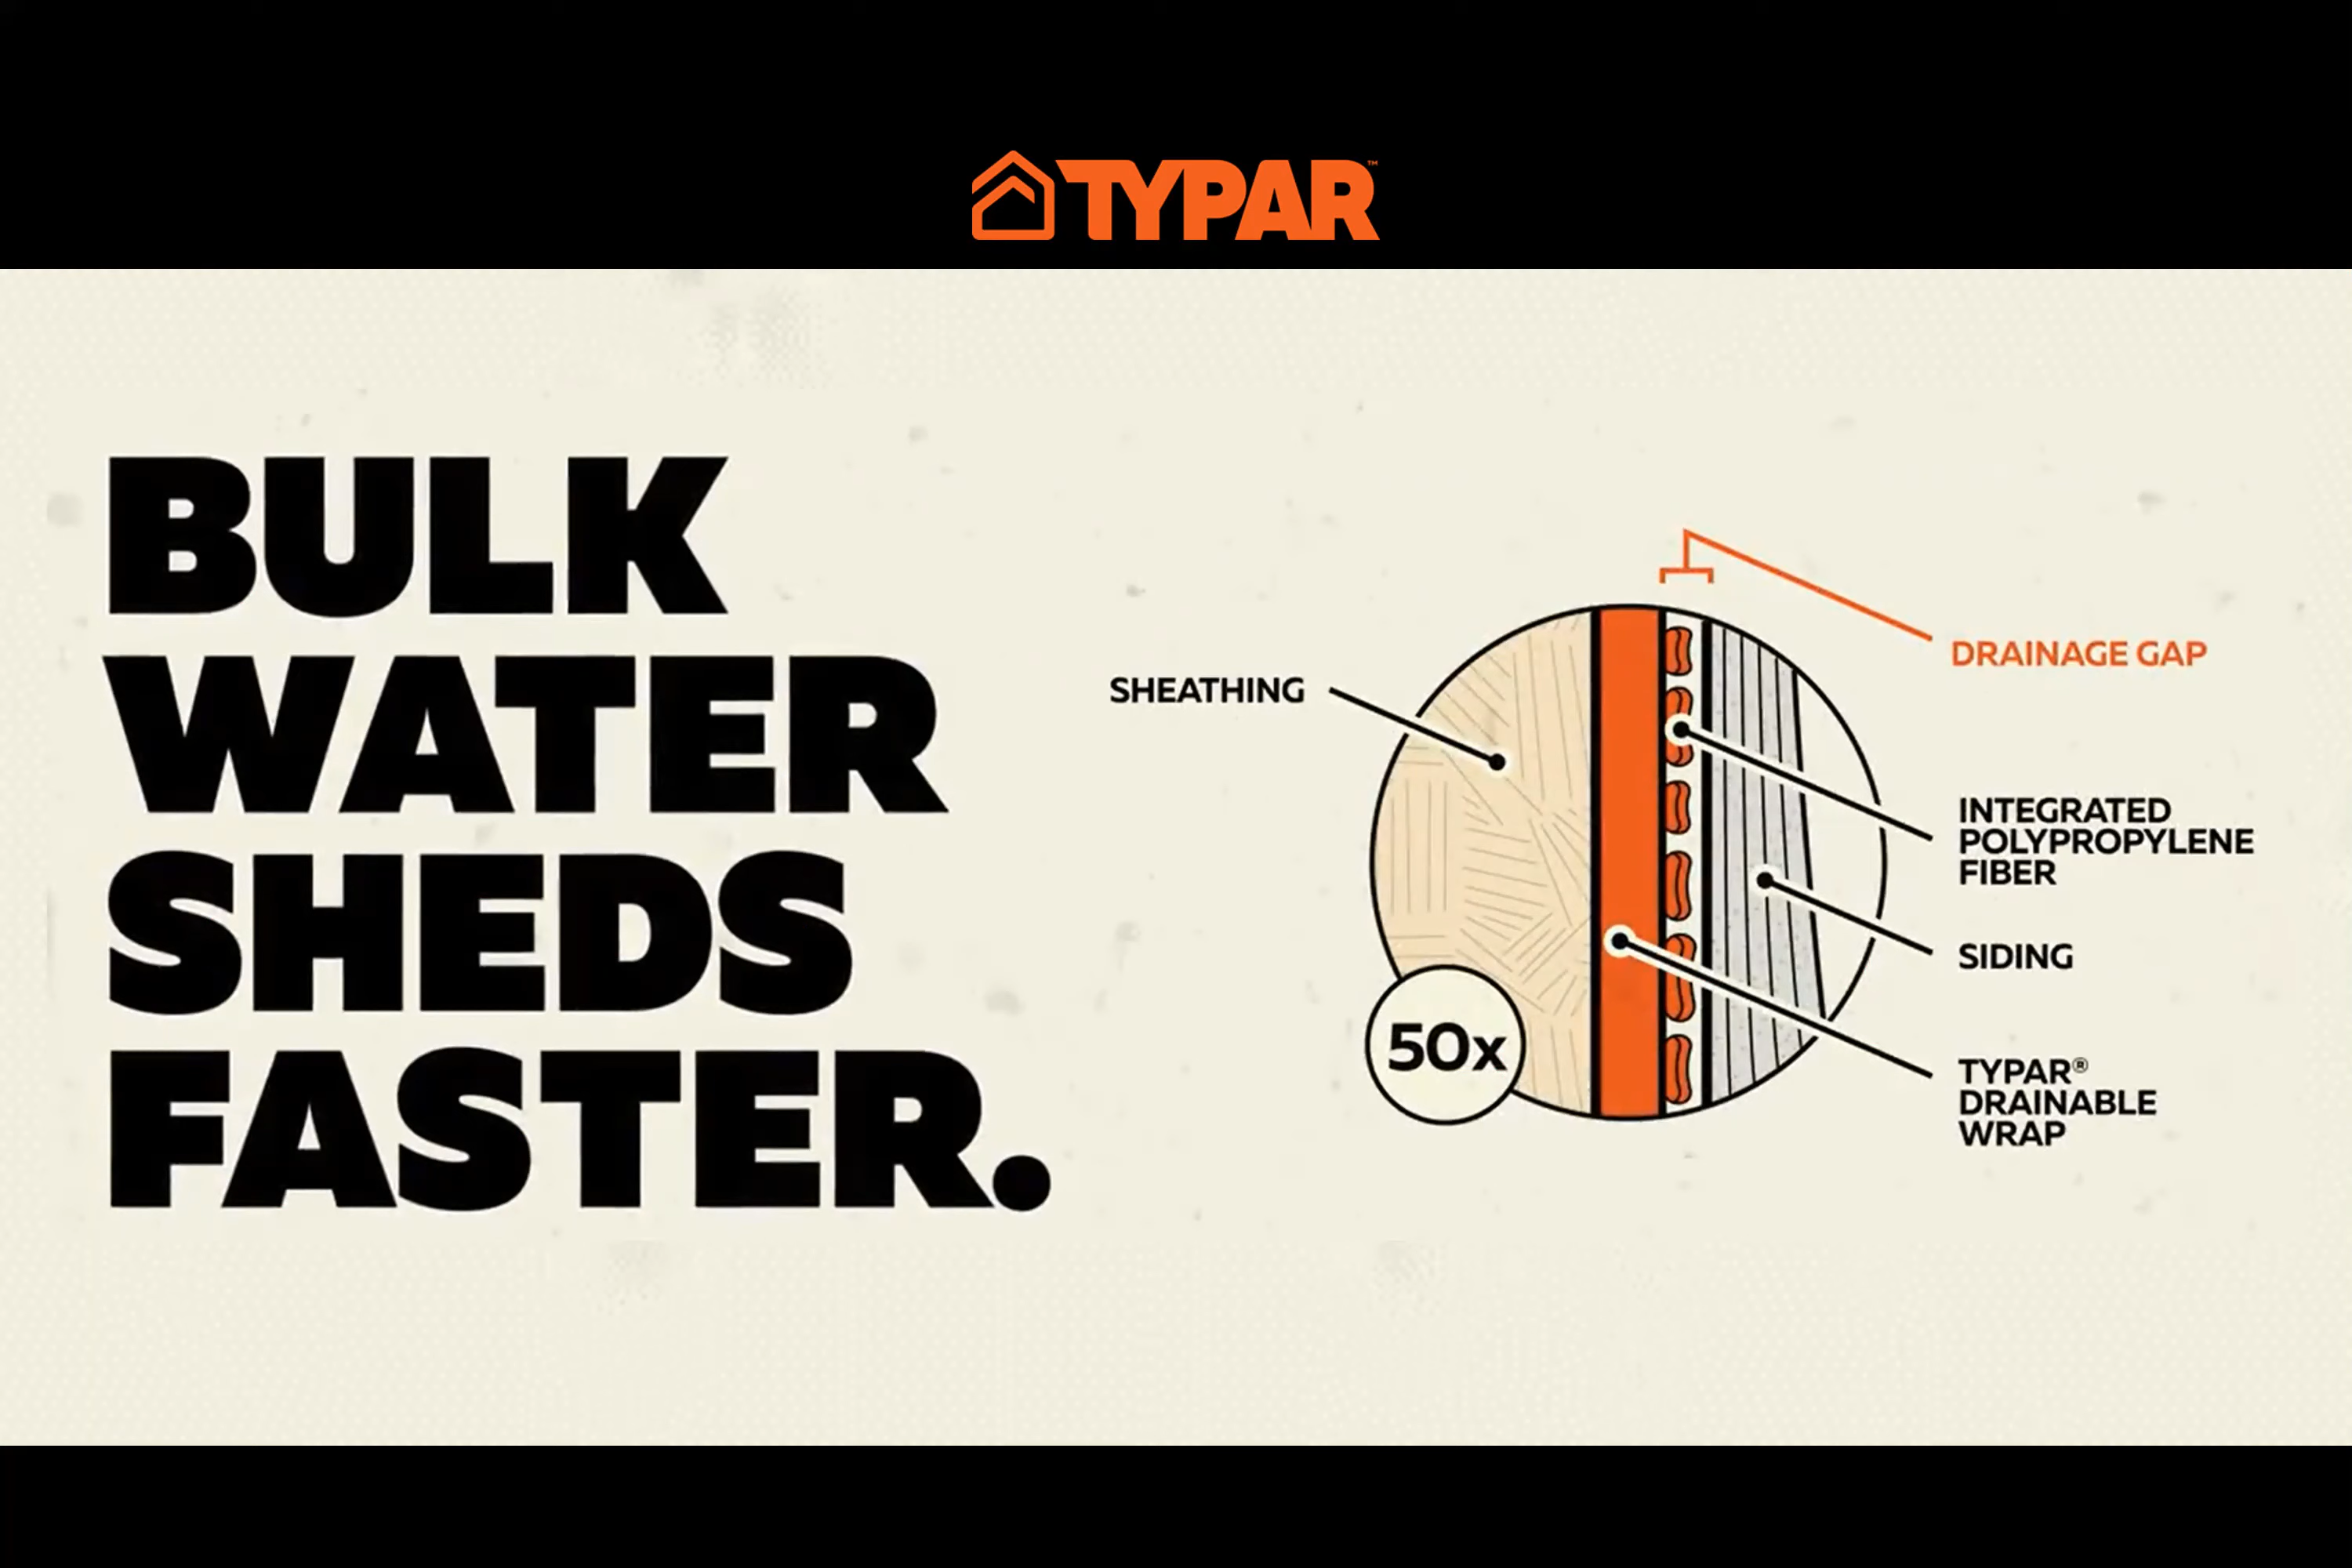 TYPAR™
BULK
WATER
SHEDS
FASTER.
DRAINAGE GAP
SHEATHING
INTEGRATED
POLYPROPYLENE
FIBER
SIDING
50x
TYPAR®
DRAINABLE
WRAP